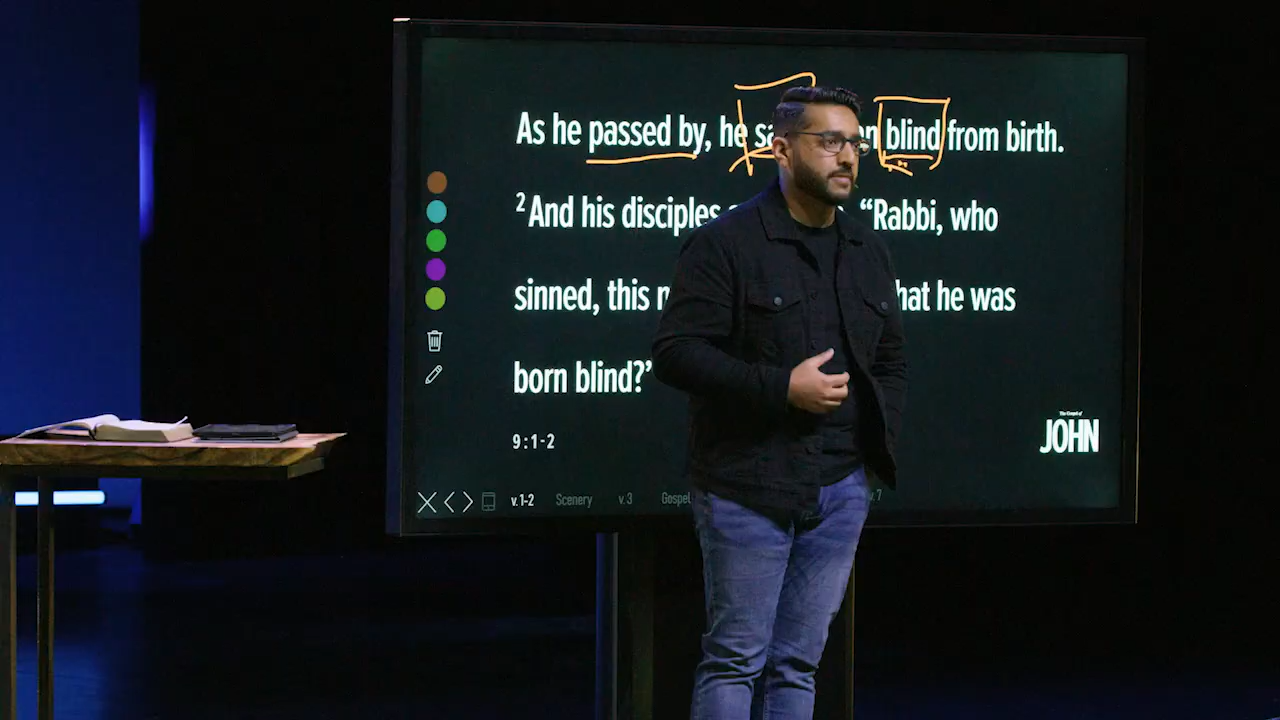 As he passed by, he blind from birth.
2 And his disciples “Rabbi, who
sinned, this hat he was
born blind?”
9:1-2
The Gospel of
JOHN
v. 1-2 Scenery v. 3 Gospel v. 7